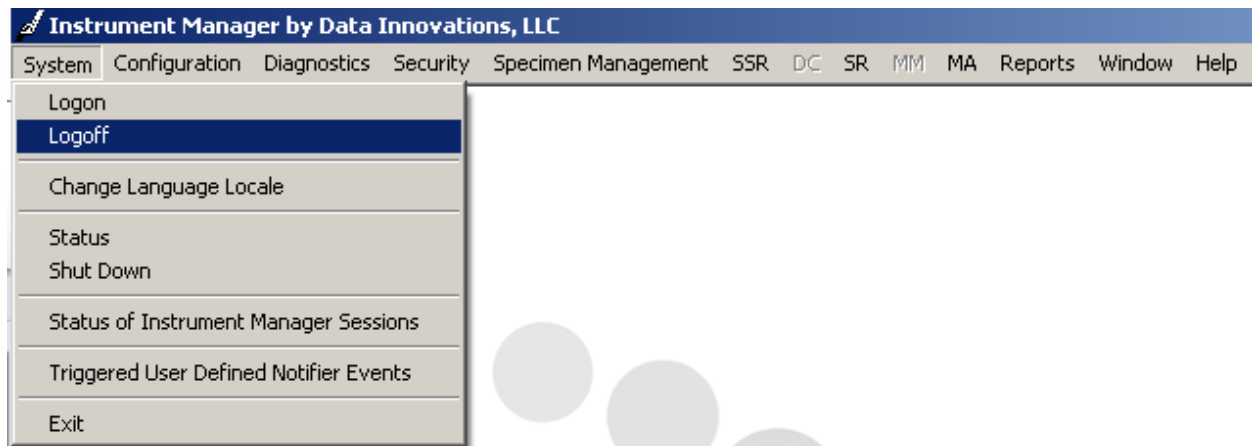 Instrument Manager by Data Innovations, LLC
System Configuration Diagnostics Security Specimen Management SSR DC SR MM MA Reports Window Help
Logon
Logoff
Change Language Locale
Status
Shut Down
Status of Instrument Manager Sessions
Triggered User Defined Notifier Events
Exit